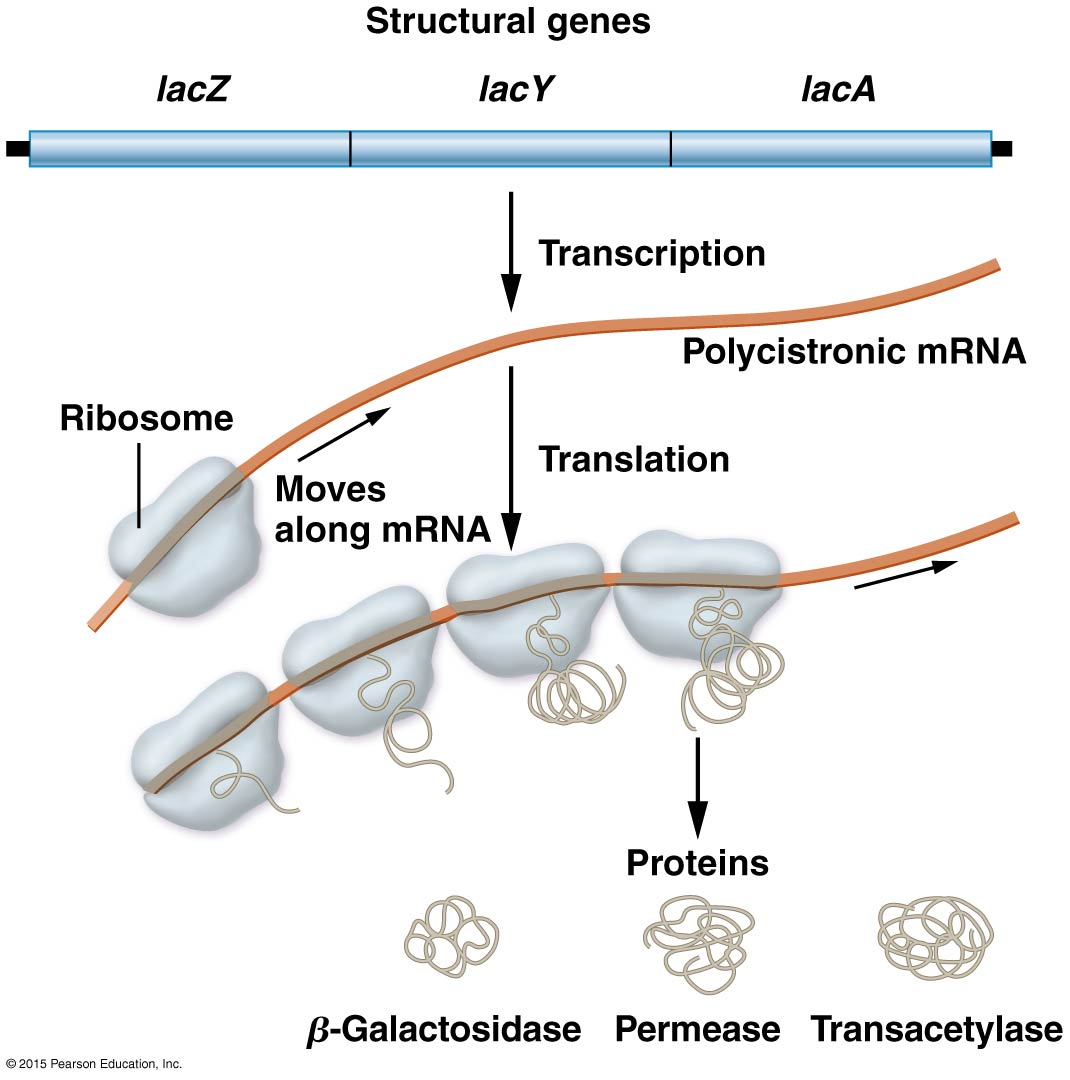 Structural genes
lacZ lacY lacA
Transcription
Polycistronic mRNA
Ribosome
Translation
Moves
along mRNA
Proteins
β-Galactosidase Permease Transacetylase
© 2015 Pearson Education, Inc.